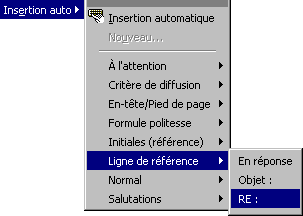 Insertion auto
Insertion automatique
Nouveau...
À l'attention
Critère de diffusion
En-tête/Pied de page
Formule politesse
Initiales (référence)
Ligne de référence
En réponse
Objet :
RE :
Normal
Salutations